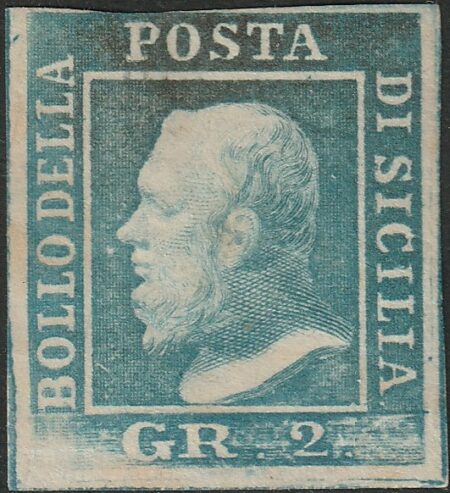 BOLLO DELLA
POSTA
DI SICILIA
GR. 2.